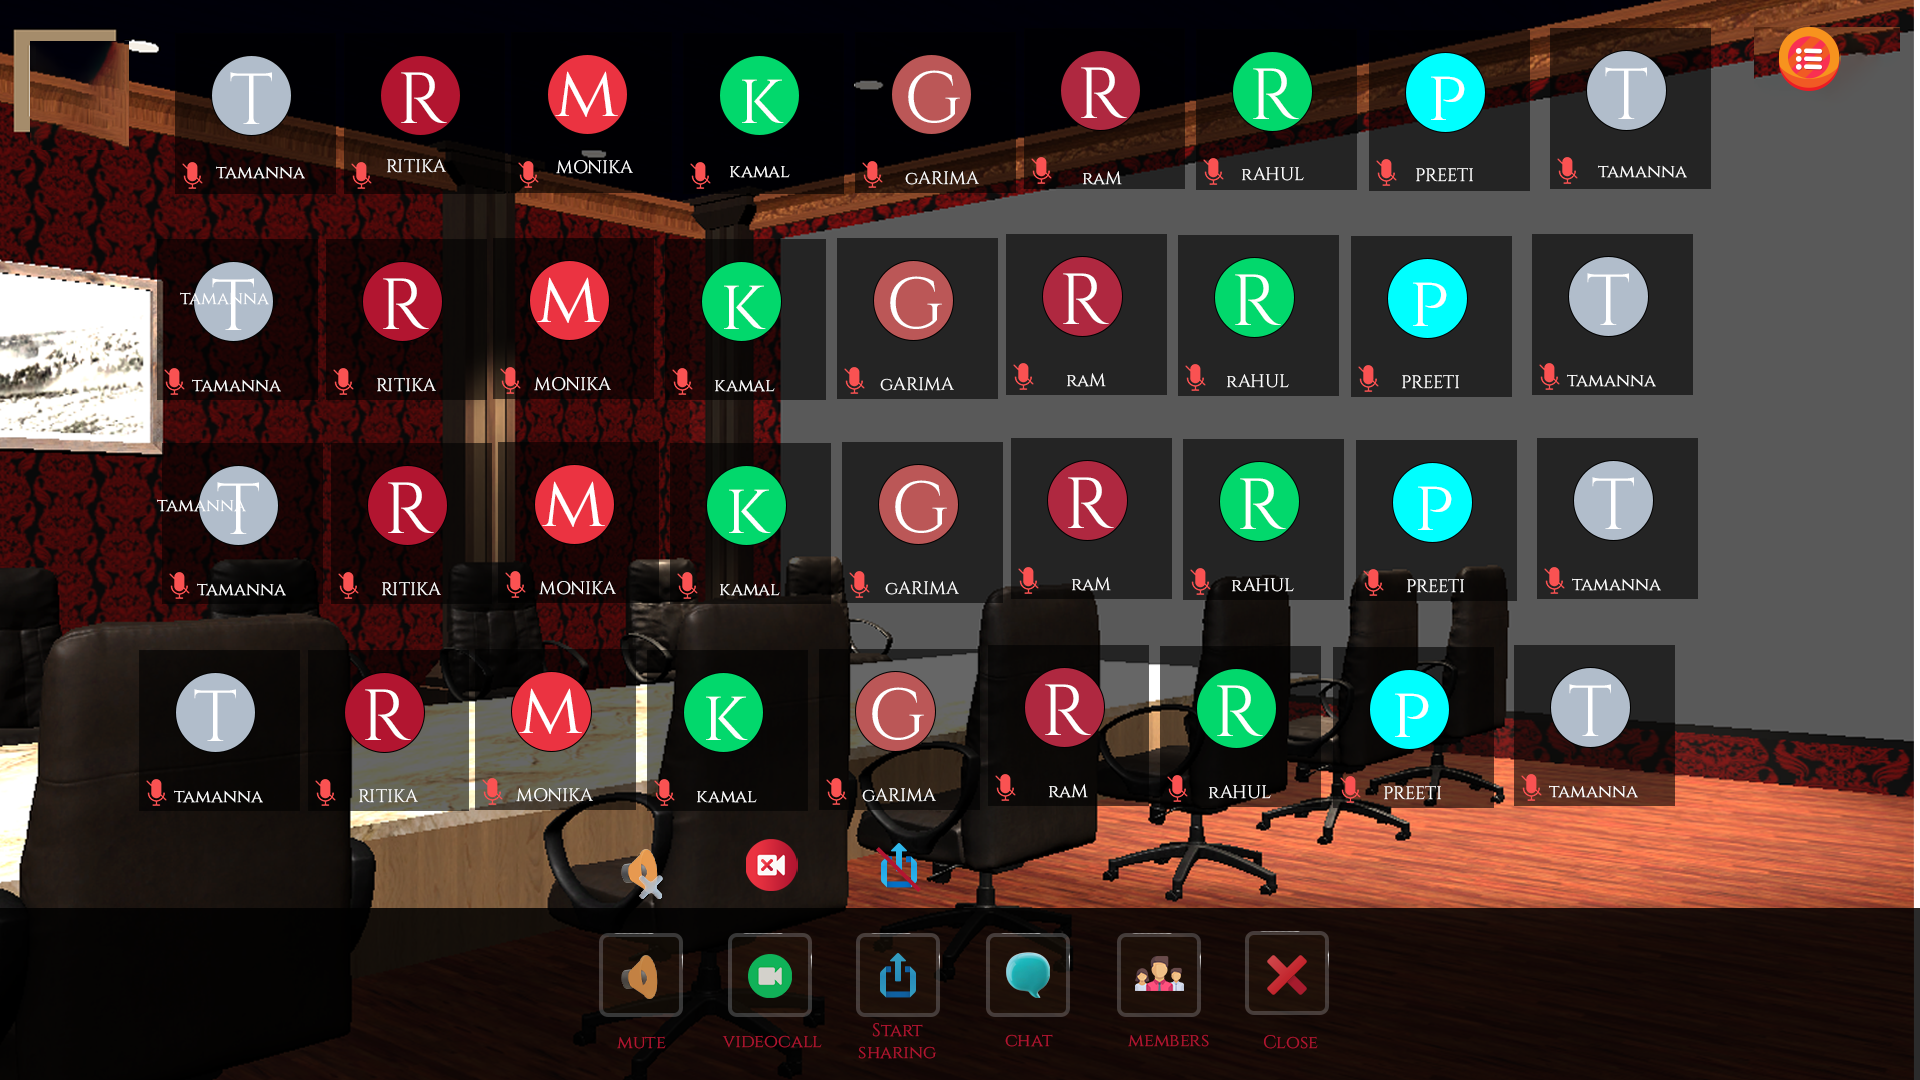 T R M K G R R P T
TAMANNA RITIKA MONIKA KAMAL GARIMA RAM RAHUL PREETI TAMANNA
T R M K G R R P T
TAMANNA
TAMANNA RITIKA MONIKA KAMAL GARIMA RAM RAHUL PREETI TAMANNA
T R M K G R R P T
TAMANNA
TAMANNA RITIKA MONIKA KAMAL GARIMA RAM RAHUL PREETI TAMANNA
T R M K G R R P T
TAMANNA RITIKA MONIKA KAMAL GARIMA RAM RAHUL PREETI TAMANNA
MUTE
VIDEOCALL
START
SHARING
CHAT
MEMBERS
CLOSE